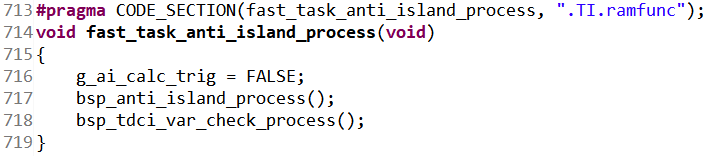 713 #pragma CODE_SECTION(fast_task_anti_island_process, ".TI.ramfunc");
714 void fast_task_anti_island_process(void)
715 {
716     g_ai_calc_trig = FALSE;
717     bsp_anti_island_process();
718     bsp_tdci_var_check_process();
719 }